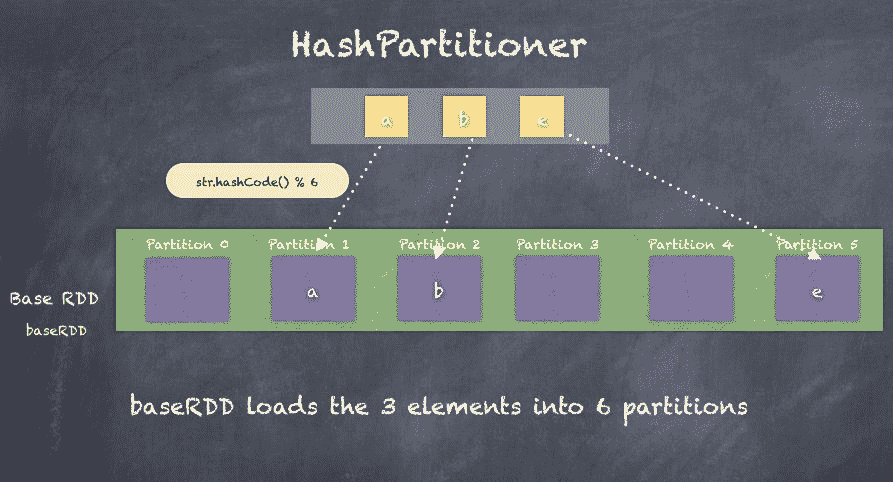 HashPartitioner
a b e
str.hashCode() % 6
Partition 0 Partition 1 Partition 2 Partition 3 Partition 4 Partition 5
a b e
Base RDD
baseRDD
baseRDD loads the 3 elements into 6 partitions